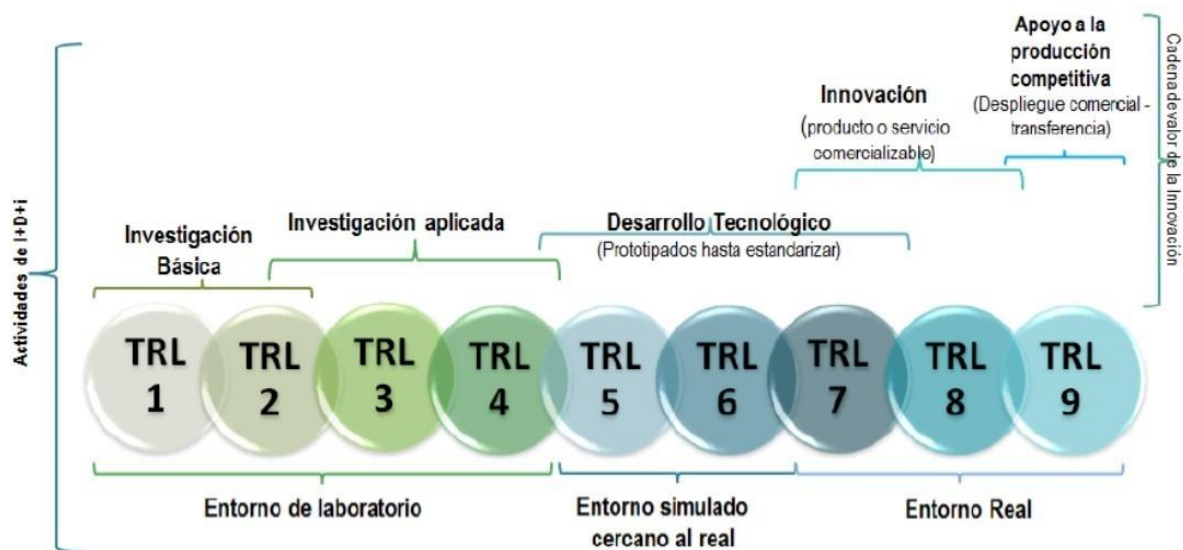 Actividades de I+D+i
Investigación
Básica
Investigación aplicada
Desarrollo Tecnológico
(Prototipados hasta estandarizar)
Innovación
(producto o servicio
comercializable)
Apoyo a la
producción
competitiva
(Despliegue comercial -
transferencia)
Cadena de valor de la Innovación
TRL
1
TRL
2
TRL
3
TRL
4
TRL
5
TRL
6
TRL
7
TRL
8
TRL
9
Entorno de laboratorio
Entorno simulado
cercano al real
Entorno Real